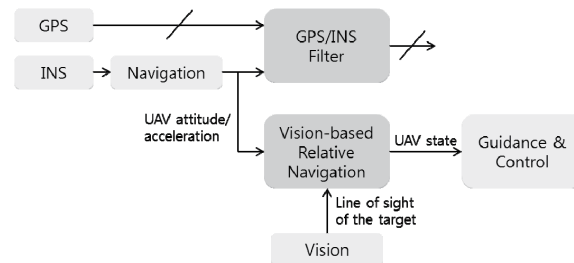 GPS
GPS/INS
Filter
INS
Navigation
UAV attitude/
acceleration
Vision-based
Relative
Navigation
UAV state
Guidance &
Control
Line of sight
of the target
Vision